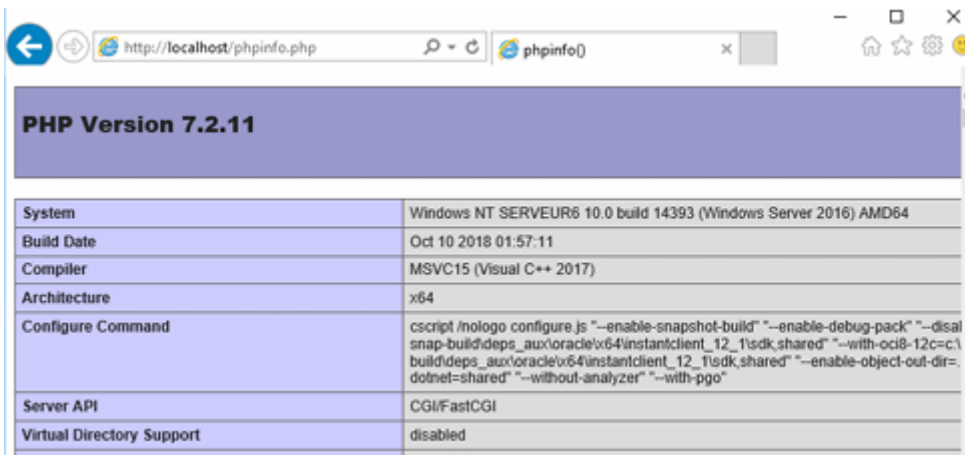 http://localhost/phpinfo.php
phpinfo()
PHP Version 7.2.11
System Windows NT SERVEUR6 10.0 build 14393 (Windows Server 2016) AMD64
Build Date Oct 10 2018 01:57:11
Compiler MSVC15 (Visual C++ 2017)
Architecture x64
Configure Command cscript /nologo configure.js "--enable-snapshot-build" "--enable-debug-pack" "--disal
snap-build\deps_aux\oracle\x64\instantclient_12_1\sdk,shared" "--with-oci8-12c=c:\
build\deps_aux\oracle\x64\instantclient_12_1\sdk,shared" "--enable-object-out-dir=.
dotnet=shared" "--without-analyzer" "--with-pgo"
Server API CGI/FastCGI
Virtual Directory Support disabled